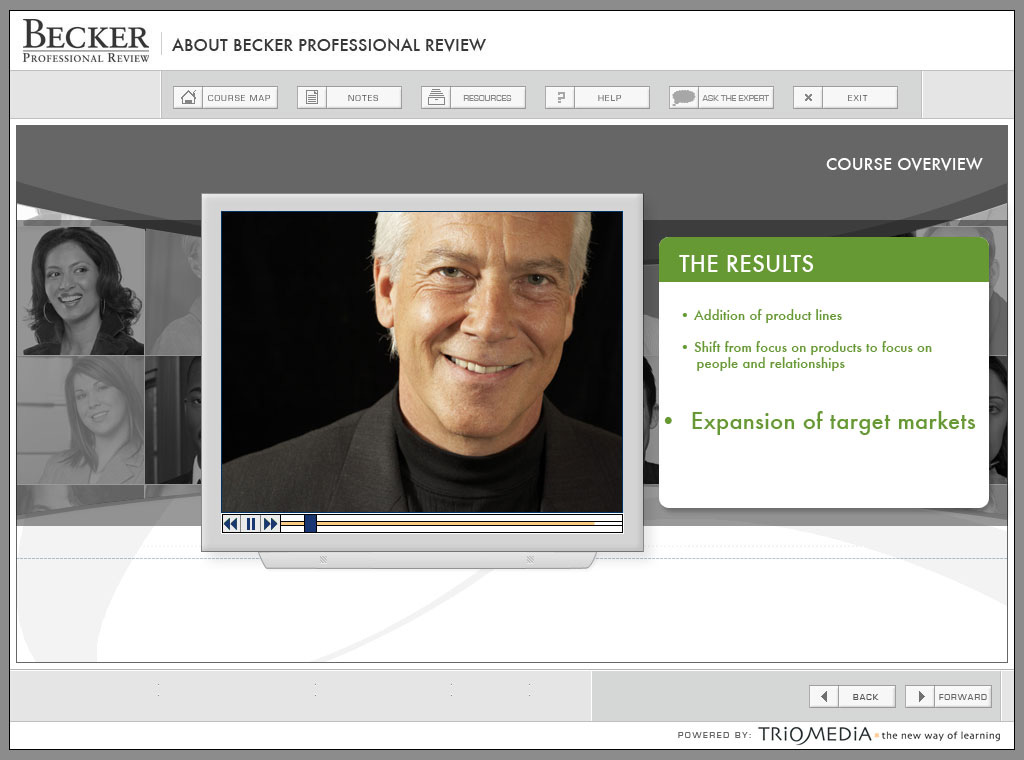 BECKER
PROFESSIONAL REVIEW
ABOUT BECKER PROFESSIONAL REVIEW
COURSE MAP
NOTES
RESOURCES
HELP
ASK THE EXPERT
EXIT
COURSE OVERVIEW
THE RESULTS
• Addition of product lines
• Shift from focus on products to focus on
people and relationships
• Expansion of target markets
BACK
FORWARD
POWERED BY: TRIOMEDIA the new way of learning